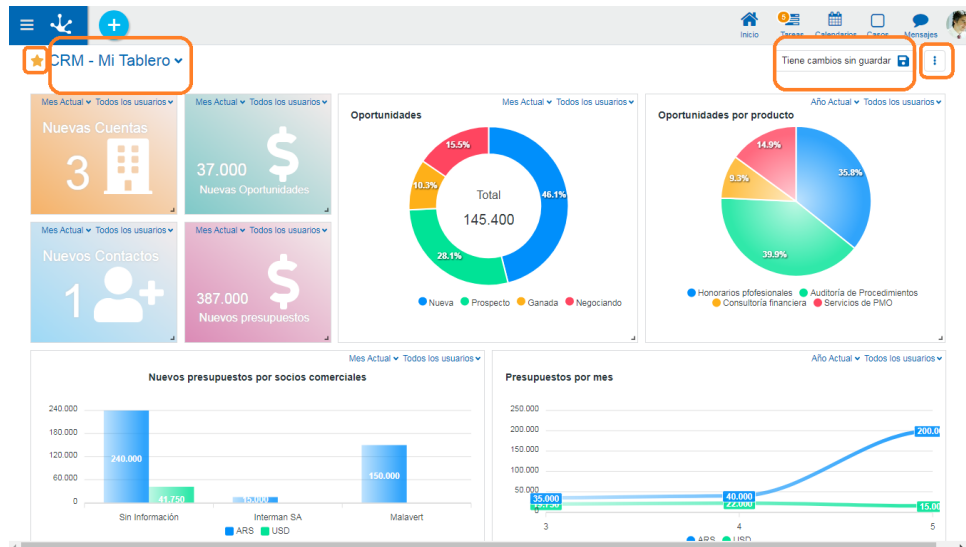 6
Inicio Tareas Calendarios Casos Mensajes
CRM - Mi Tablero
Tiene cambios sin guardar
Mes Actual Todos los usuarios
Nuevas Cuentas
3
Mes Actual Todos los usuarios
37.000
Nuevas Oportunidades
Mes Actual Todos los usuarios
Nuevos Contactos
1
Mes Actual Todos los usuarios
387.000
Nuevos presupuestos
Mes Actual Todos los usuarios
Oportunidades
15.5%
10.3%
46.1%
28.1%
Total
145.400
Nueva Prospecto Ganada Negociando
Año Actual Todos los usuarios
Oportunidades por producto
14.9%
9.3%
35.8%
39.9%
Honorarios pfofesionales Auditoría de Procedimientos
Consultoría financiera Servicios de PMO
Mes Actual Todos los usuarios
Nuevos presupuestos por socios comerciales
240.000
180.000
120.000
60.000
0
240.000
41.750
15.000
150.000
Sin Información Interman SA Malavert
ARS USD
Año Actual Todos los usuarios
Presupuestos por mes
250.000
200.000
150.000
100.000
50.000
0
35.000
40.000
22.000
200.0
15.00
3 4 5
ARS USD